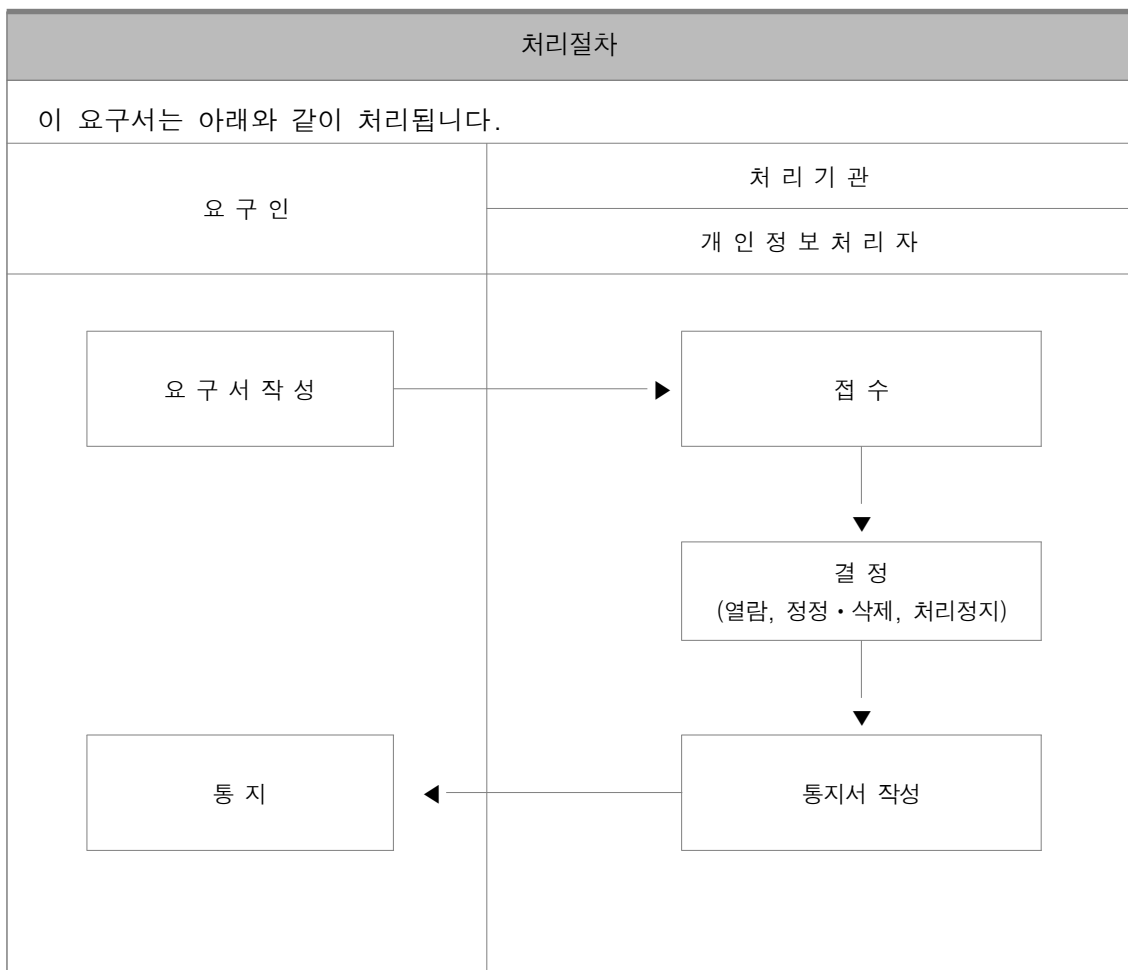 처리절차
이 요구서는 아래와 같이 처리됩니다.
요 구 인
처 리 기 관
개 인 정 보 처 리 자
요 구 서 작 성
접 수
결 정
(열람, 정정・삭제, 처리정지)
통 지
통지서 작성